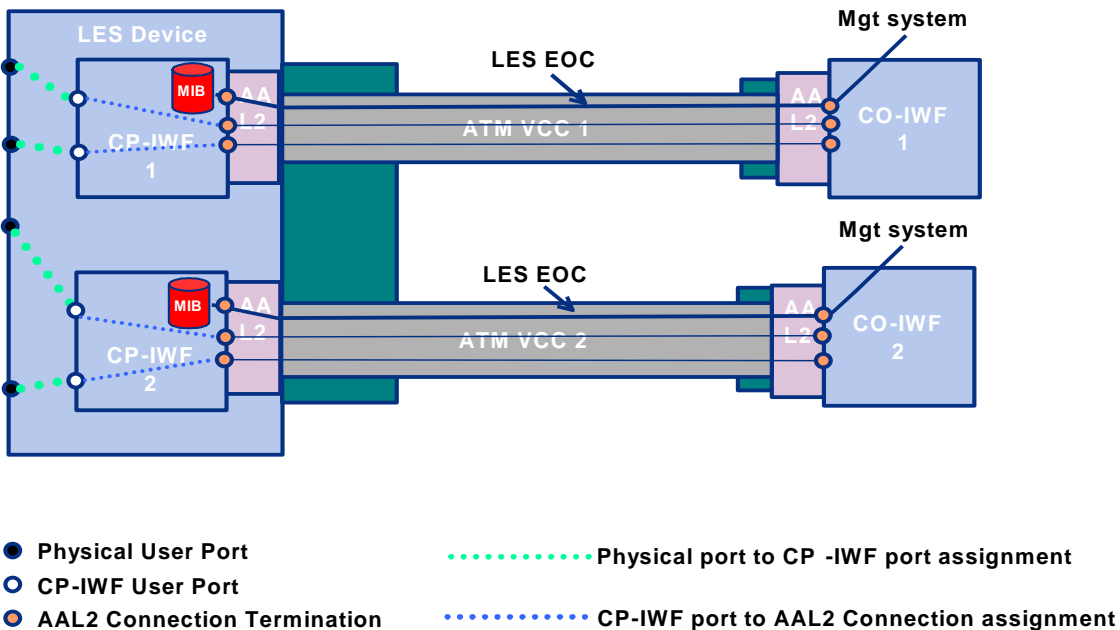 Mgt system
LES Device
LES EOC
MIB
AA
L2
CP-IWF
1
ATM VCC 1
AA
L2
CO-IWF
1
Mgt system
LES EOC
MIB
AA
L2
CP-IWF
2
ATM VCC 2
AA
L2
CO-IWF
2
Physical User Port
Physical port to CP -IWF port assignment
CP-IWF User Port
AAL2 Connection Termination
CP-IWF port to AAL2 Connection assignment